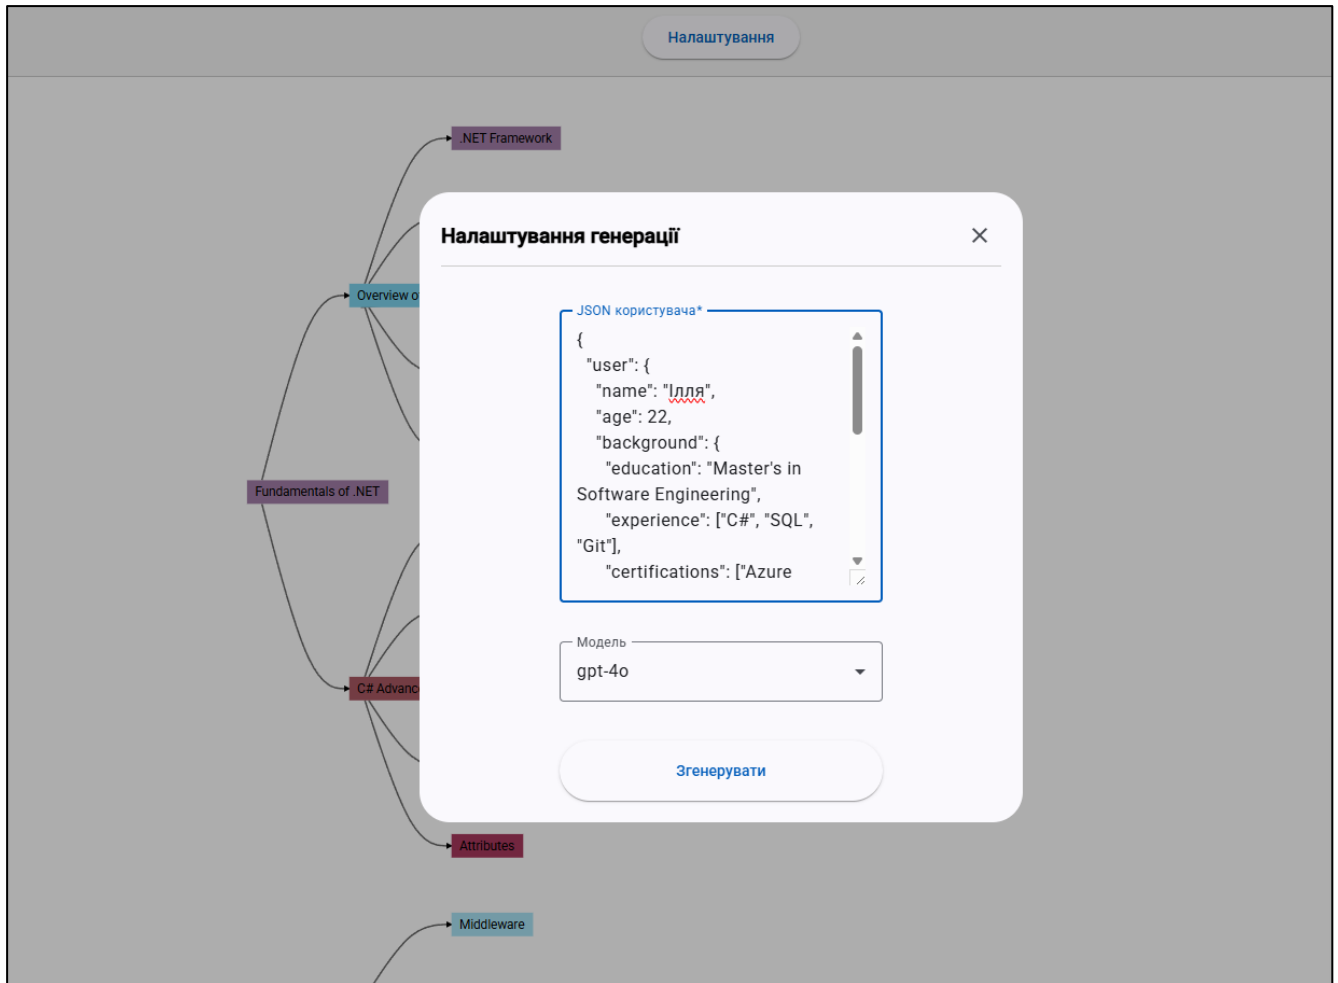 Налаштування
.NET Framework
Налаштування генерації
Overview o
JSON користувача*
{
"user": {
"name": "Ілля",
"age": 22,
"background": {
"education": "Master's in
Software Engineering",
"experience": ["C#", "SQL",
"Git"],
"certifications": ["Azure
Fundamentals of .NET
Модель
gpt-4o
C# Advanc
Згенерувати
Attributes
Middleware